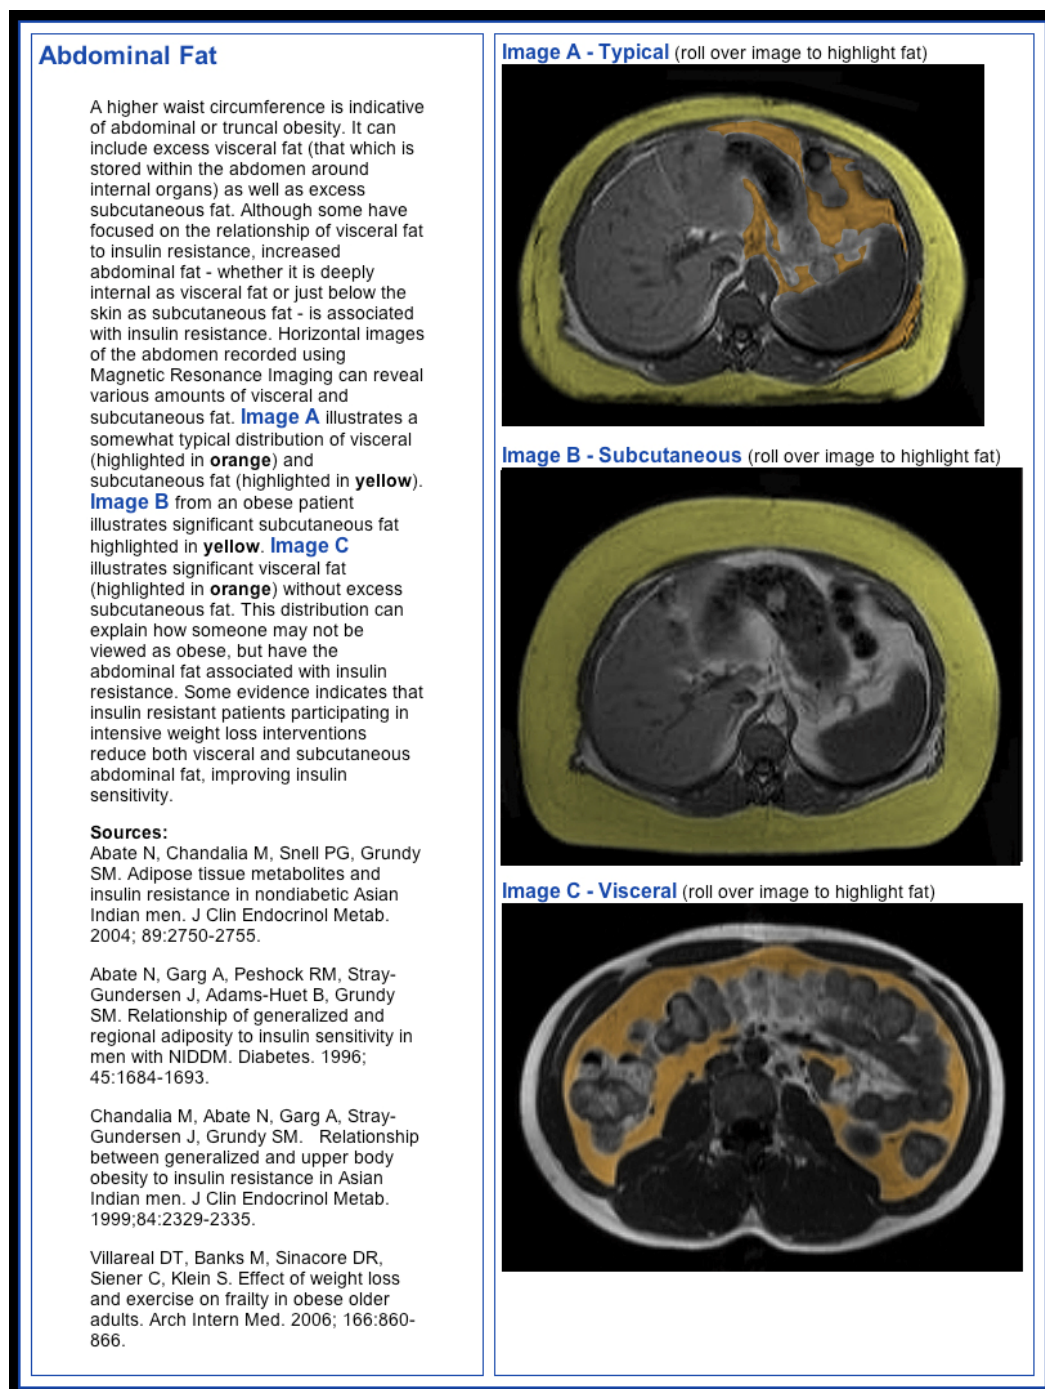 Abdominal Fat
A higher waist circumference is indicative
of abdominal or truncal obesity. It can
include excess visceral fat (that which is
stored within the abdomen around
internal organs) as well as excess
subcutaneous fat. Although some have
focused on the relationship of visceral fat
to insulin resistance, increased
abdominal fat - whether it is deeply
internal as visceral fat or just below the
skin as subcutaneous fat - is associated
with insulin resistance. Horizontal images
of the abdomen recorded using
Magnetic Resonance Imaging can reveal
various amounts of visceral and
subcutaneous fat. Image A illustrates a
somewhat typical distribution of visceral
(highlighted in orange) and
subcutaneous fat (highlighted in yellow).
Image B from an obese patient
illustrates significant subcutaneous fat
highlighted in yellow. Image C
illustrates significant visceral fat
(highlighted in orange) without excess
subcutaneous fat. This distribution can
explain how someone may not be
viewed as obese, but have the
abdominal fat associated with insulin
resistance. Some evidence indicates that
insulin resistant patients participating in
intensive weight loss interventions
reduce both visceral and subcutaneous
abdominal fat, improving insulin
sensitivity.
Sources:
Abate N, Chandalia M, Snell PG, Grundy
SM. Adipose tissue metabolites and
insulin resistance in nondiabetic Asian
Indian men. J Clin Endocrinol Metab.
2004; 89:2750-2755.
Abate N, Garg A, Peshock RM, Stray-
Gundersen J, Adams-Huet B, Grundy
SM. Relationship of generalized and
regional adiposity to insulin sensitivity in
men with NIDDM. Diabetes. 1996;
45:1684-1693.
Chandalia M, Abate N, Garg A, Stray-
Gundersen J, Grundy SM. Relationship
between generalized and upper body
obesity to insulin resistance in Asian
Indian men. J Clin Endocrinol Metab.
1999;84:2329-2335.
Villareal DT, Banks M, Sinacore DR,
Siener C, Klein S. Effect of weight loss
and exercise on frailty in obese older
adults. Arch Intern Med. 2006; 166:860-
866.
Image A - Typical (roll over image to highlight fat)
Image B - Subcutaneous (roll over image to highlight fat)
Image C - Visceral (roll over image to highlight fat)